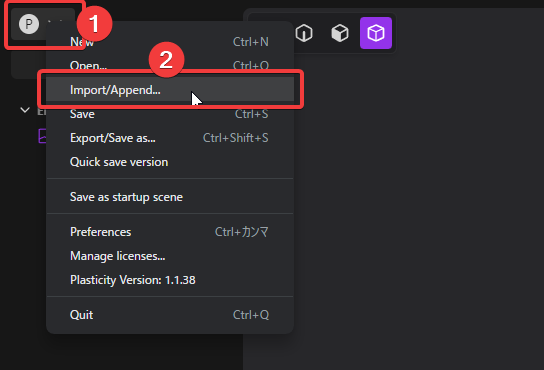 P
1
New Ctrl+N
2
Open... Ctrl+O
Import/Append...
Save Ctrl+S
Export/Save as... Ctrl+Shift+S
Quick save version
Save as startup scene
Preferences Ctrl+カンマ
Manage licenses...
Plasticity Version: 1.1.38
Quit Ctrl+Q